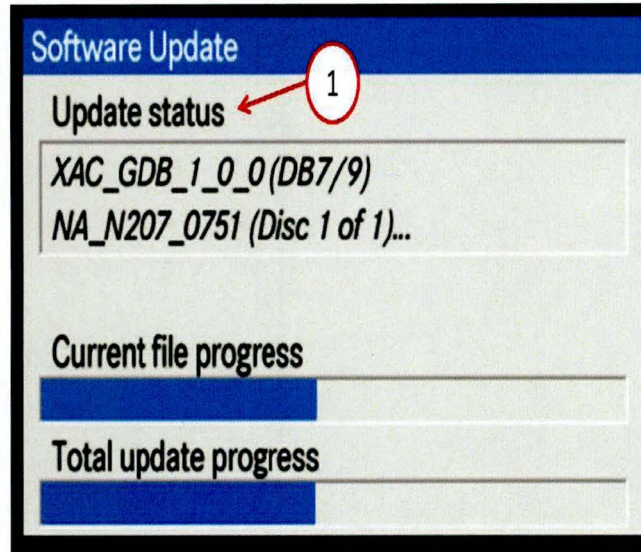 Software Update
1
Update status
XAC_GDB_1_0_0 (DB7/9)
NA_N207_0751 (Disc 1 of 1)...
Current file progress
Total update progress